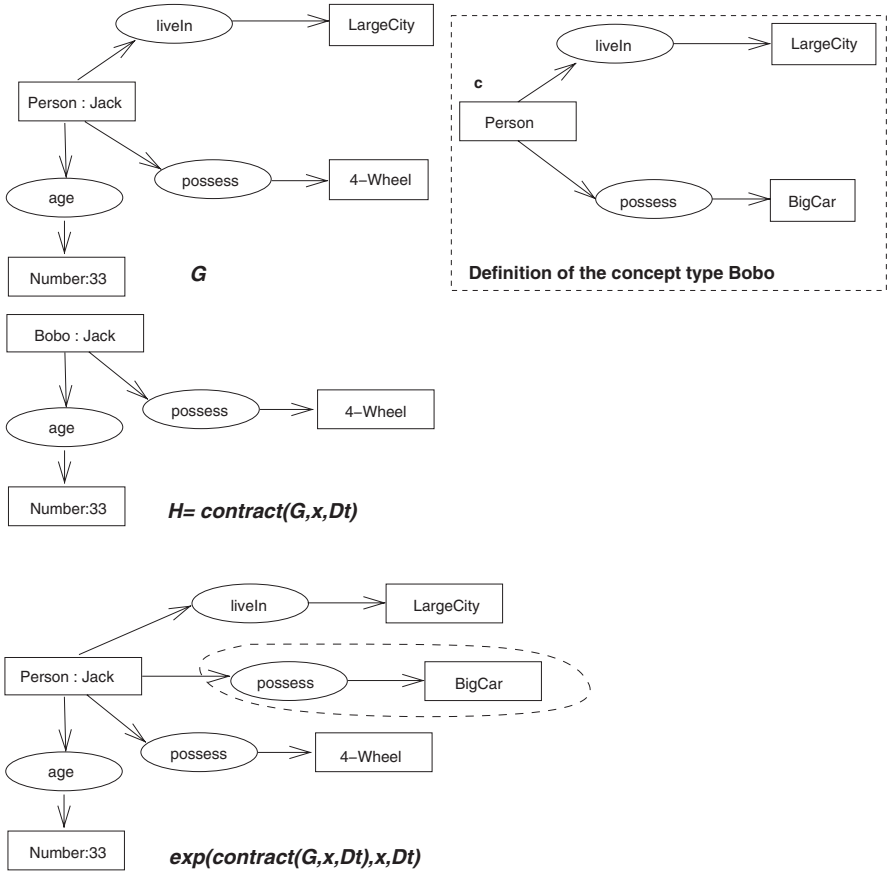 liveIn
LargeCity
Person : Jack
possess
4−Wheel
age
Number:33
G
liveIn
LargeCity
c
Person
possess
BigCar
Definition of the concept type Bobo
Bobo : Jack
possess
4−Wheel
age
Number:33
H= contract(G,x,Dt)
liveIn
LargeCity
Person : Jack
possess
BigCar
possess
4−Wheel
age
Number:33
exp(contract(G,x,Dt),x,Dt)